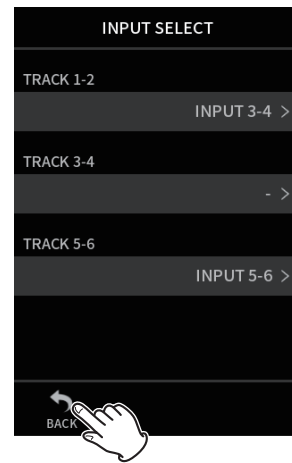 INPUT SELECT
TRACK 1-2
INPUT 3-4 >
TRACK 3-4
- >
TRACK 5-6
INPUT 5-6 >
BACK